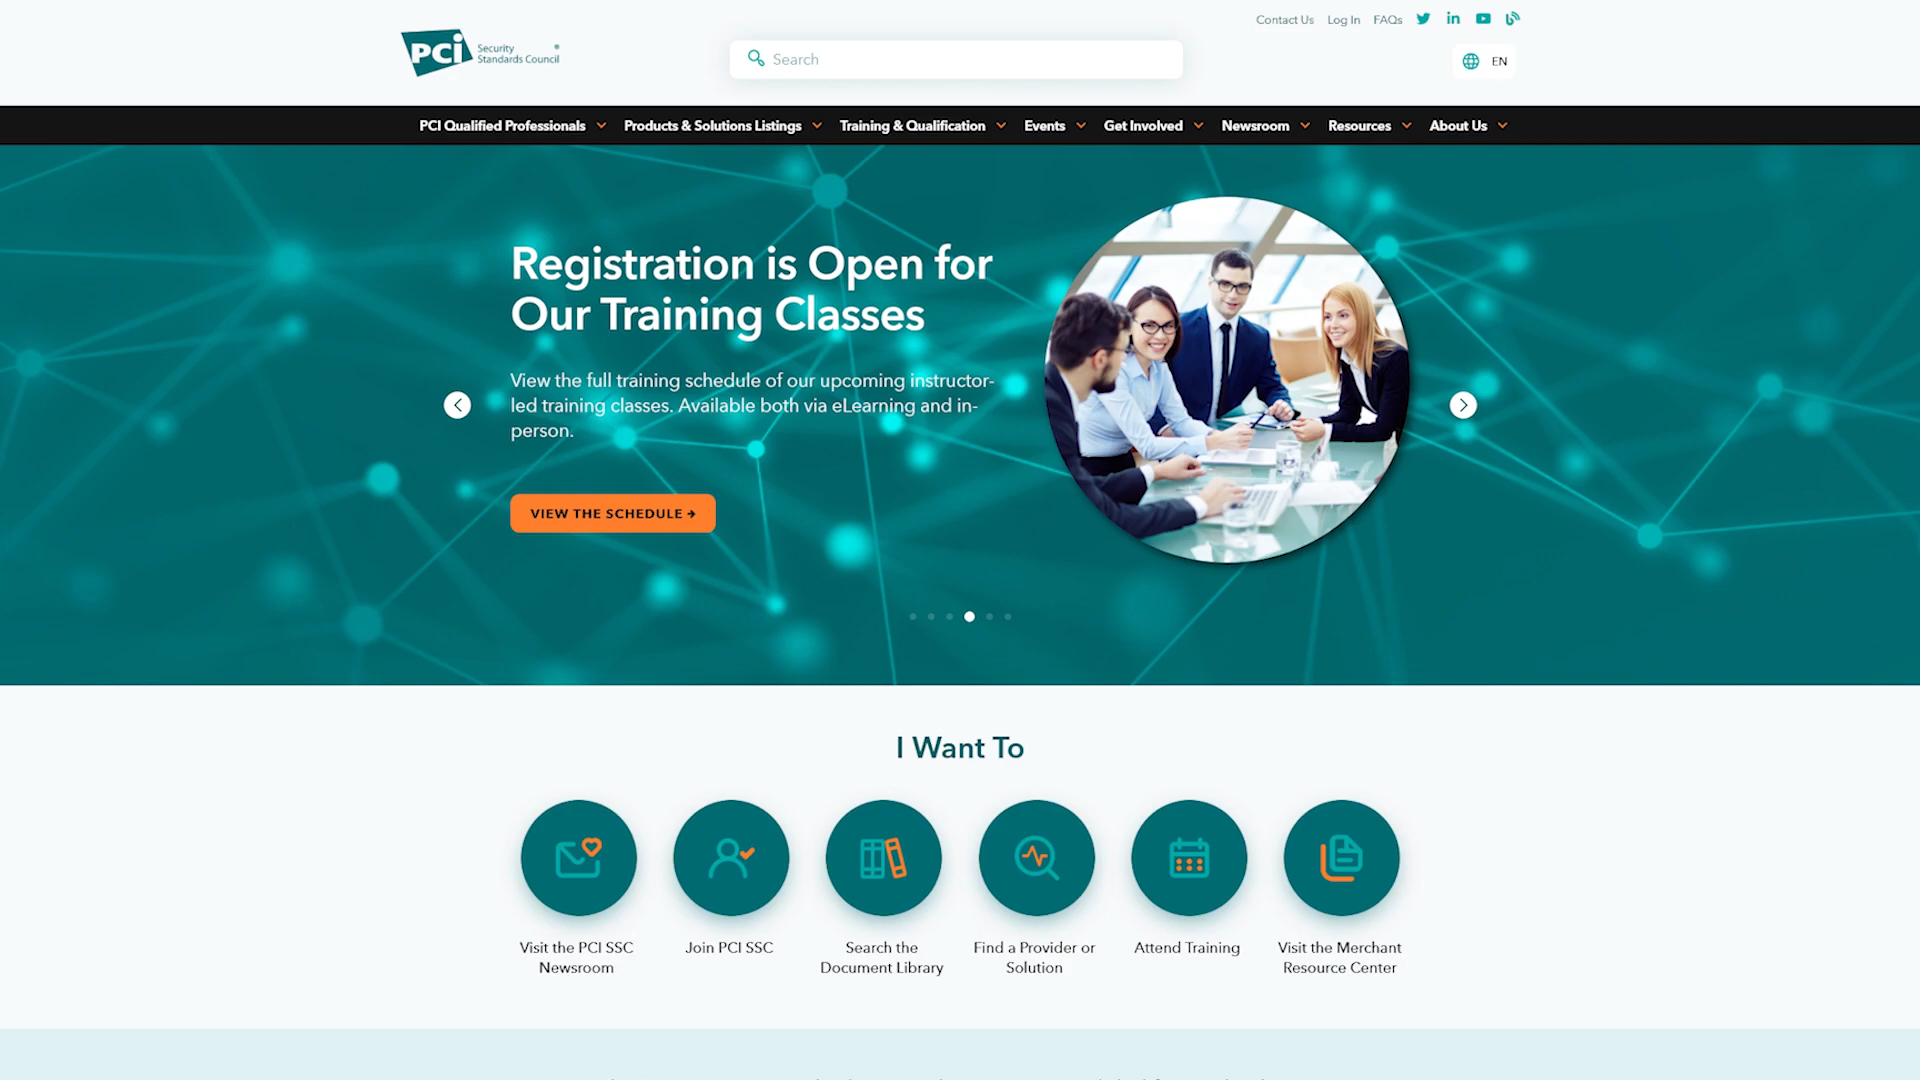 Contact Us Log In FAQs
PCi Security Standards Council ®
Search
EN
PCI Qualified Professionals Products & Solutions Listings Training & Qualification Events Get Involved Newsroom Resources About Us
Registration is Open for
Our Training Classes
View the full training schedule of our upcoming instructor-
led training classes. Available both via eLearning and in-
person.
VIEW THE SCHEDULE →
I Want To
Visit the PCI SSC
Newsroom
Join PCI SSC
Search the
Document Library
Find a Provider or
Solution
Attend Training
Visit the Merchant
Resource Center